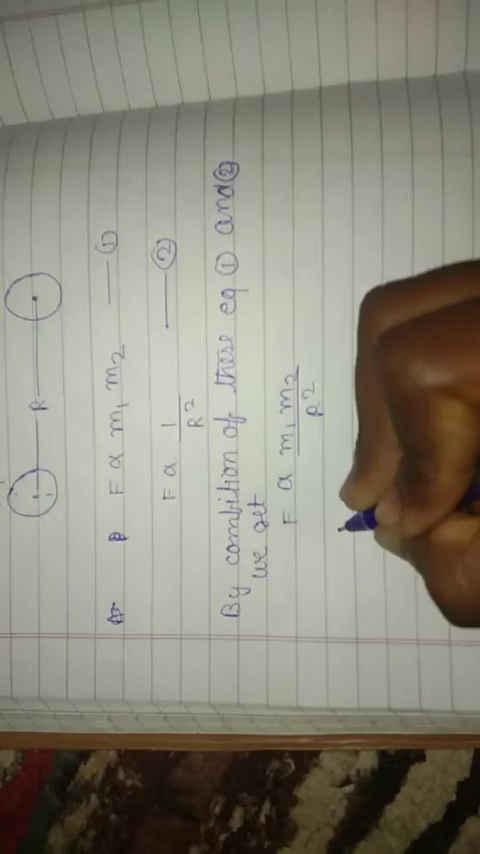 R
F α m₁ m₂ —— ①
F α 1/R² —— ②
By combition of these eq ① and ②
we get
F α m₁ m₂/R²